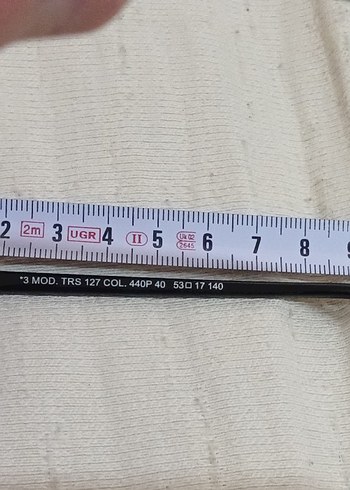 2 2m 3 UGR 4 II 5 6 7 8 9
*3 MOD. TRS 127 COL. 440P 40 53□17 140